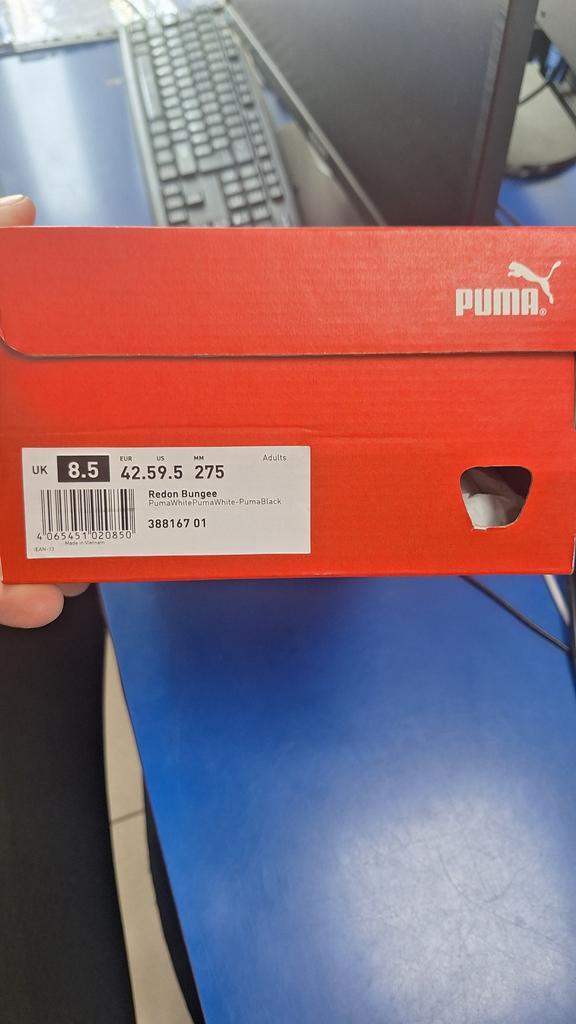 PUMA®
UK 8.5 EUR 42.5 US 9.5 MM 275 Adults
Redon Bungee
PumaWhitePumaWhite-PumaBlack
388167 01
4 065451 020850
Made in Vietnam
(EAN-13)